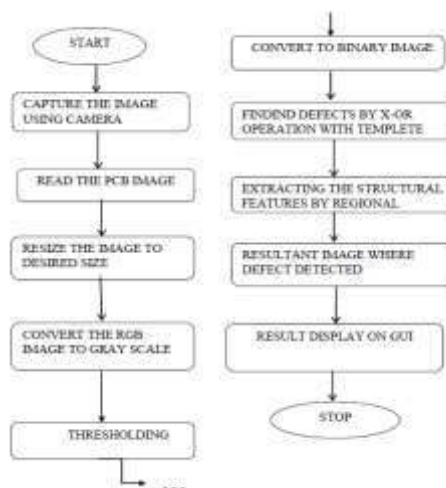 START
CAPTURE THE IMAGE
USING CAMERA
READ THE PCB IMAGE
RESIZE THE IMAGE TO
DESIRED SIZE
CONVERT THE RGB
IMAGE TO GRAY SCALE
THRESHOLDING
CONVERT TO BINARY IMAGE
FINDIND DEFECTS BY X-OR
OPERATION WITH TEMPLETE
EXTRACTING THE STRUCTURAL
FEATURES BY REGIONAL
RESULTANT IMAGE WHERE
DEFECT DETECTED
RESULT DISPLAY ON GUI
STOP